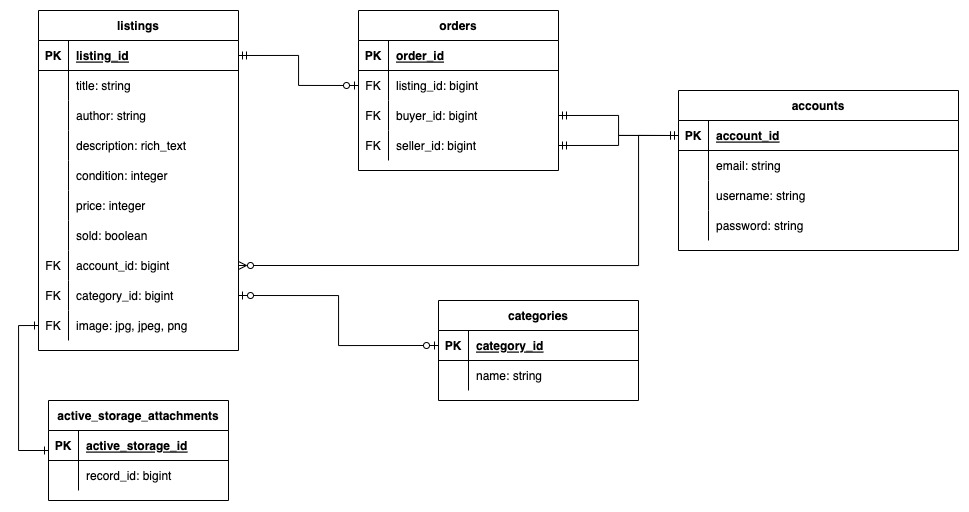 listings
PK listing_id
title: string
author: string
description: rich_text
condition: integer
price: integer
sold: boolean
FK account_id: bigint
FK category_id: bigint
FK image: jpg, jpeg, png
orders
PK order_id
FK listing_id: bigint
FK buyer_id: bigint
FK seller_id: bigint
accounts
PK account_id
email: string
username: string
password: string
categories
PK category_id
name: string
active_storage_attachments
PK active_storage_id
record_id: bigint